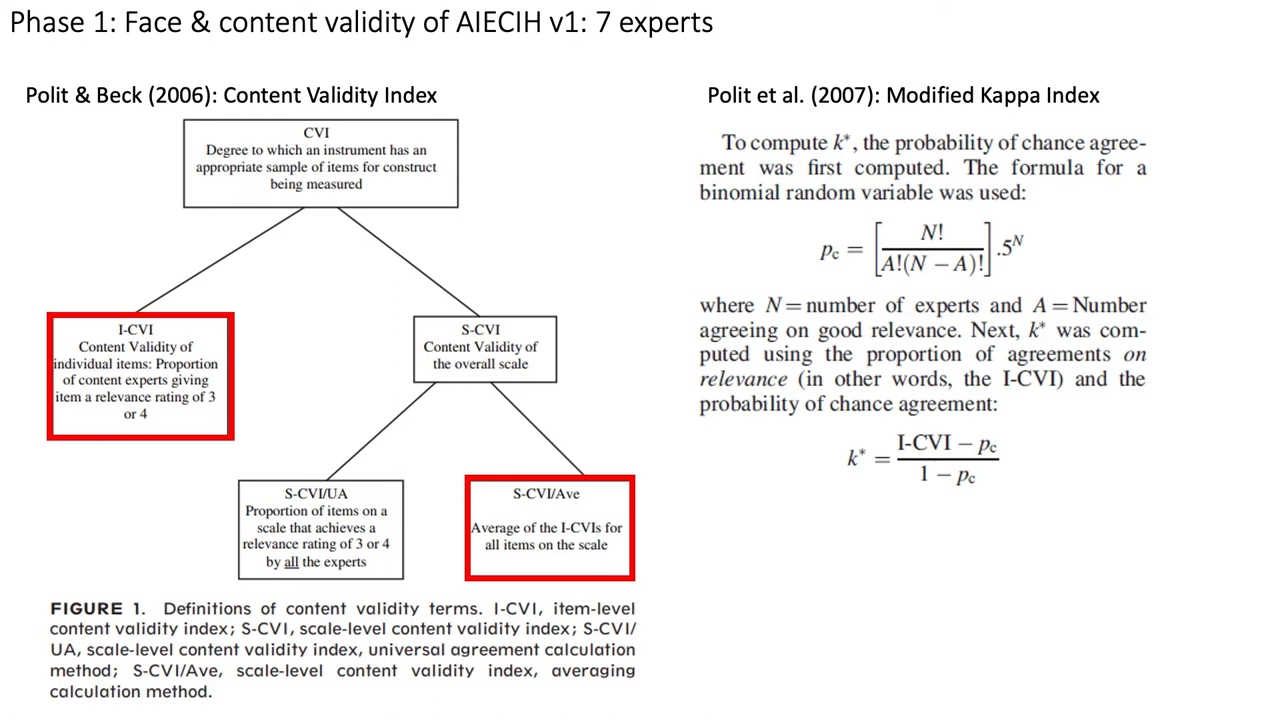 Phase 1: Face & content validity of AIECIH v1: 7 experts
Polit & Beck (2006): Content Validity Index
CVI
Degree to which an instrument has an
appropriate sample of items for construct
being measured
I-CVI
Content Validity of
individual items: Proportion
of content experts giving
item a relevance rating of 3
or 4
S-CVI
Content Validity of
the overall scale
S-CVI/UA
Proportion of items on a
scale that achieves a
relevance rating of 3 or 4
by all the experts
S-CVI/Ave
Average of the I-CVIs for
all items on the scale
FIGURE 1. Definitions of content validity terms. I-CVI, item-level
content validity index; S-CVI, scale-level content validity index; S-CVI/
UA, scale-level content validity index, universal agreement calculation
method; S-CVI/Ave, scale-level content validity index, averaging
calculation method.
Polit et al. (2007): Modified Kappa Index
To compute k*, the probability of chance agree-
ment was first computed. The formula for a
binomial random variable was used:
pc = [N! / A!(N − A)!] .5^N
where N = number of experts and A = Number
agreeing on good relevance. Next, k* was com-
puted using the proportion of agreements on
relevance (in other words, the I-CVI) and the
probability of chance agreement:
k* = I-CVI − pc / 1 − pc